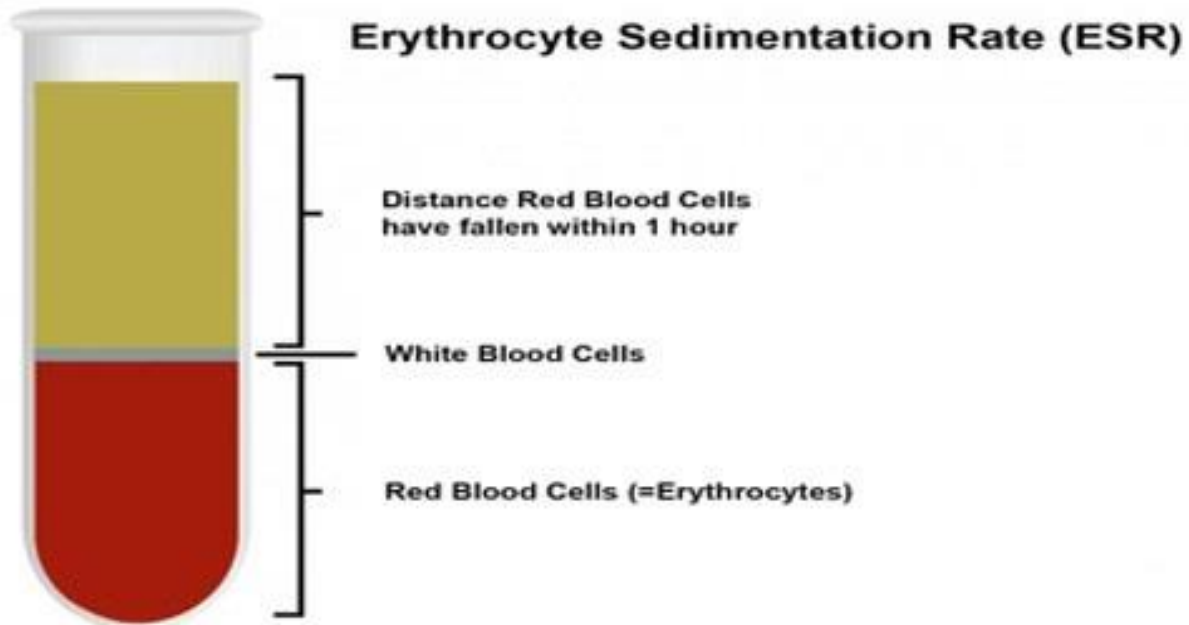 Erythrocyte Sedimentation Rate (ESR)
Distance Red Blood Cells
have fallen within 1 hour
White Blood Cells
Red Blood Cells (=Erythrocytes)